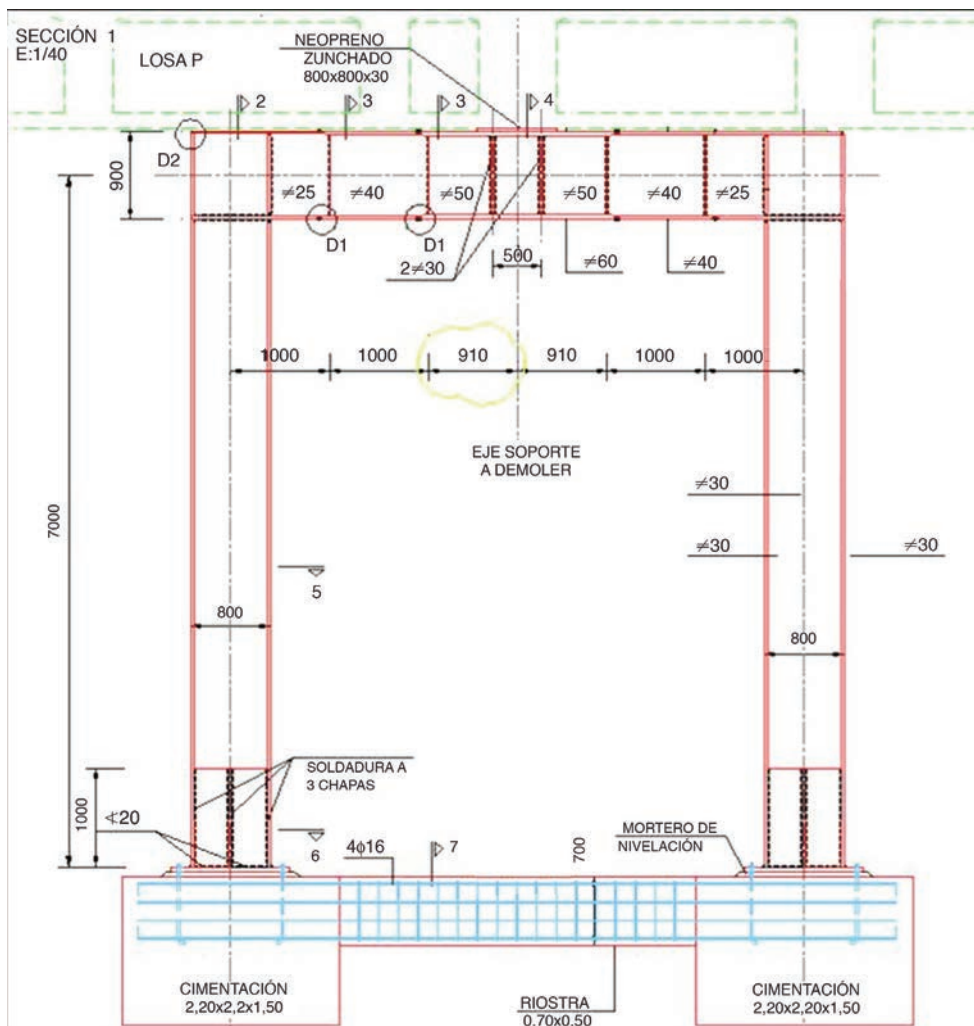 SECCIÓN 1
E:1/40
LOSA P
NEOPRENO
ZUNCHADO
800x800x30
2
3
3
4
D2
900
≠25
≠40
≠50
≠50
≠40
≠25
D1
D1
2≠30
500
≠60
≠40
1000
1000
910
910
1000
1000
EJE SOPORTE
A DEMOLER
7000
≠30
≠30
≠30
5
800
800
1000
SOLDADURA A
3 CHAPAS
∢20
6
4ϕ16
7
700
MORTERO DE
NIVELACIÓN
CIMENTACIÓN
2,20x2,2x1,50
RIOSTRA
0,70x0,50
CIMENTACIÓN
2,20x2,20x1,50